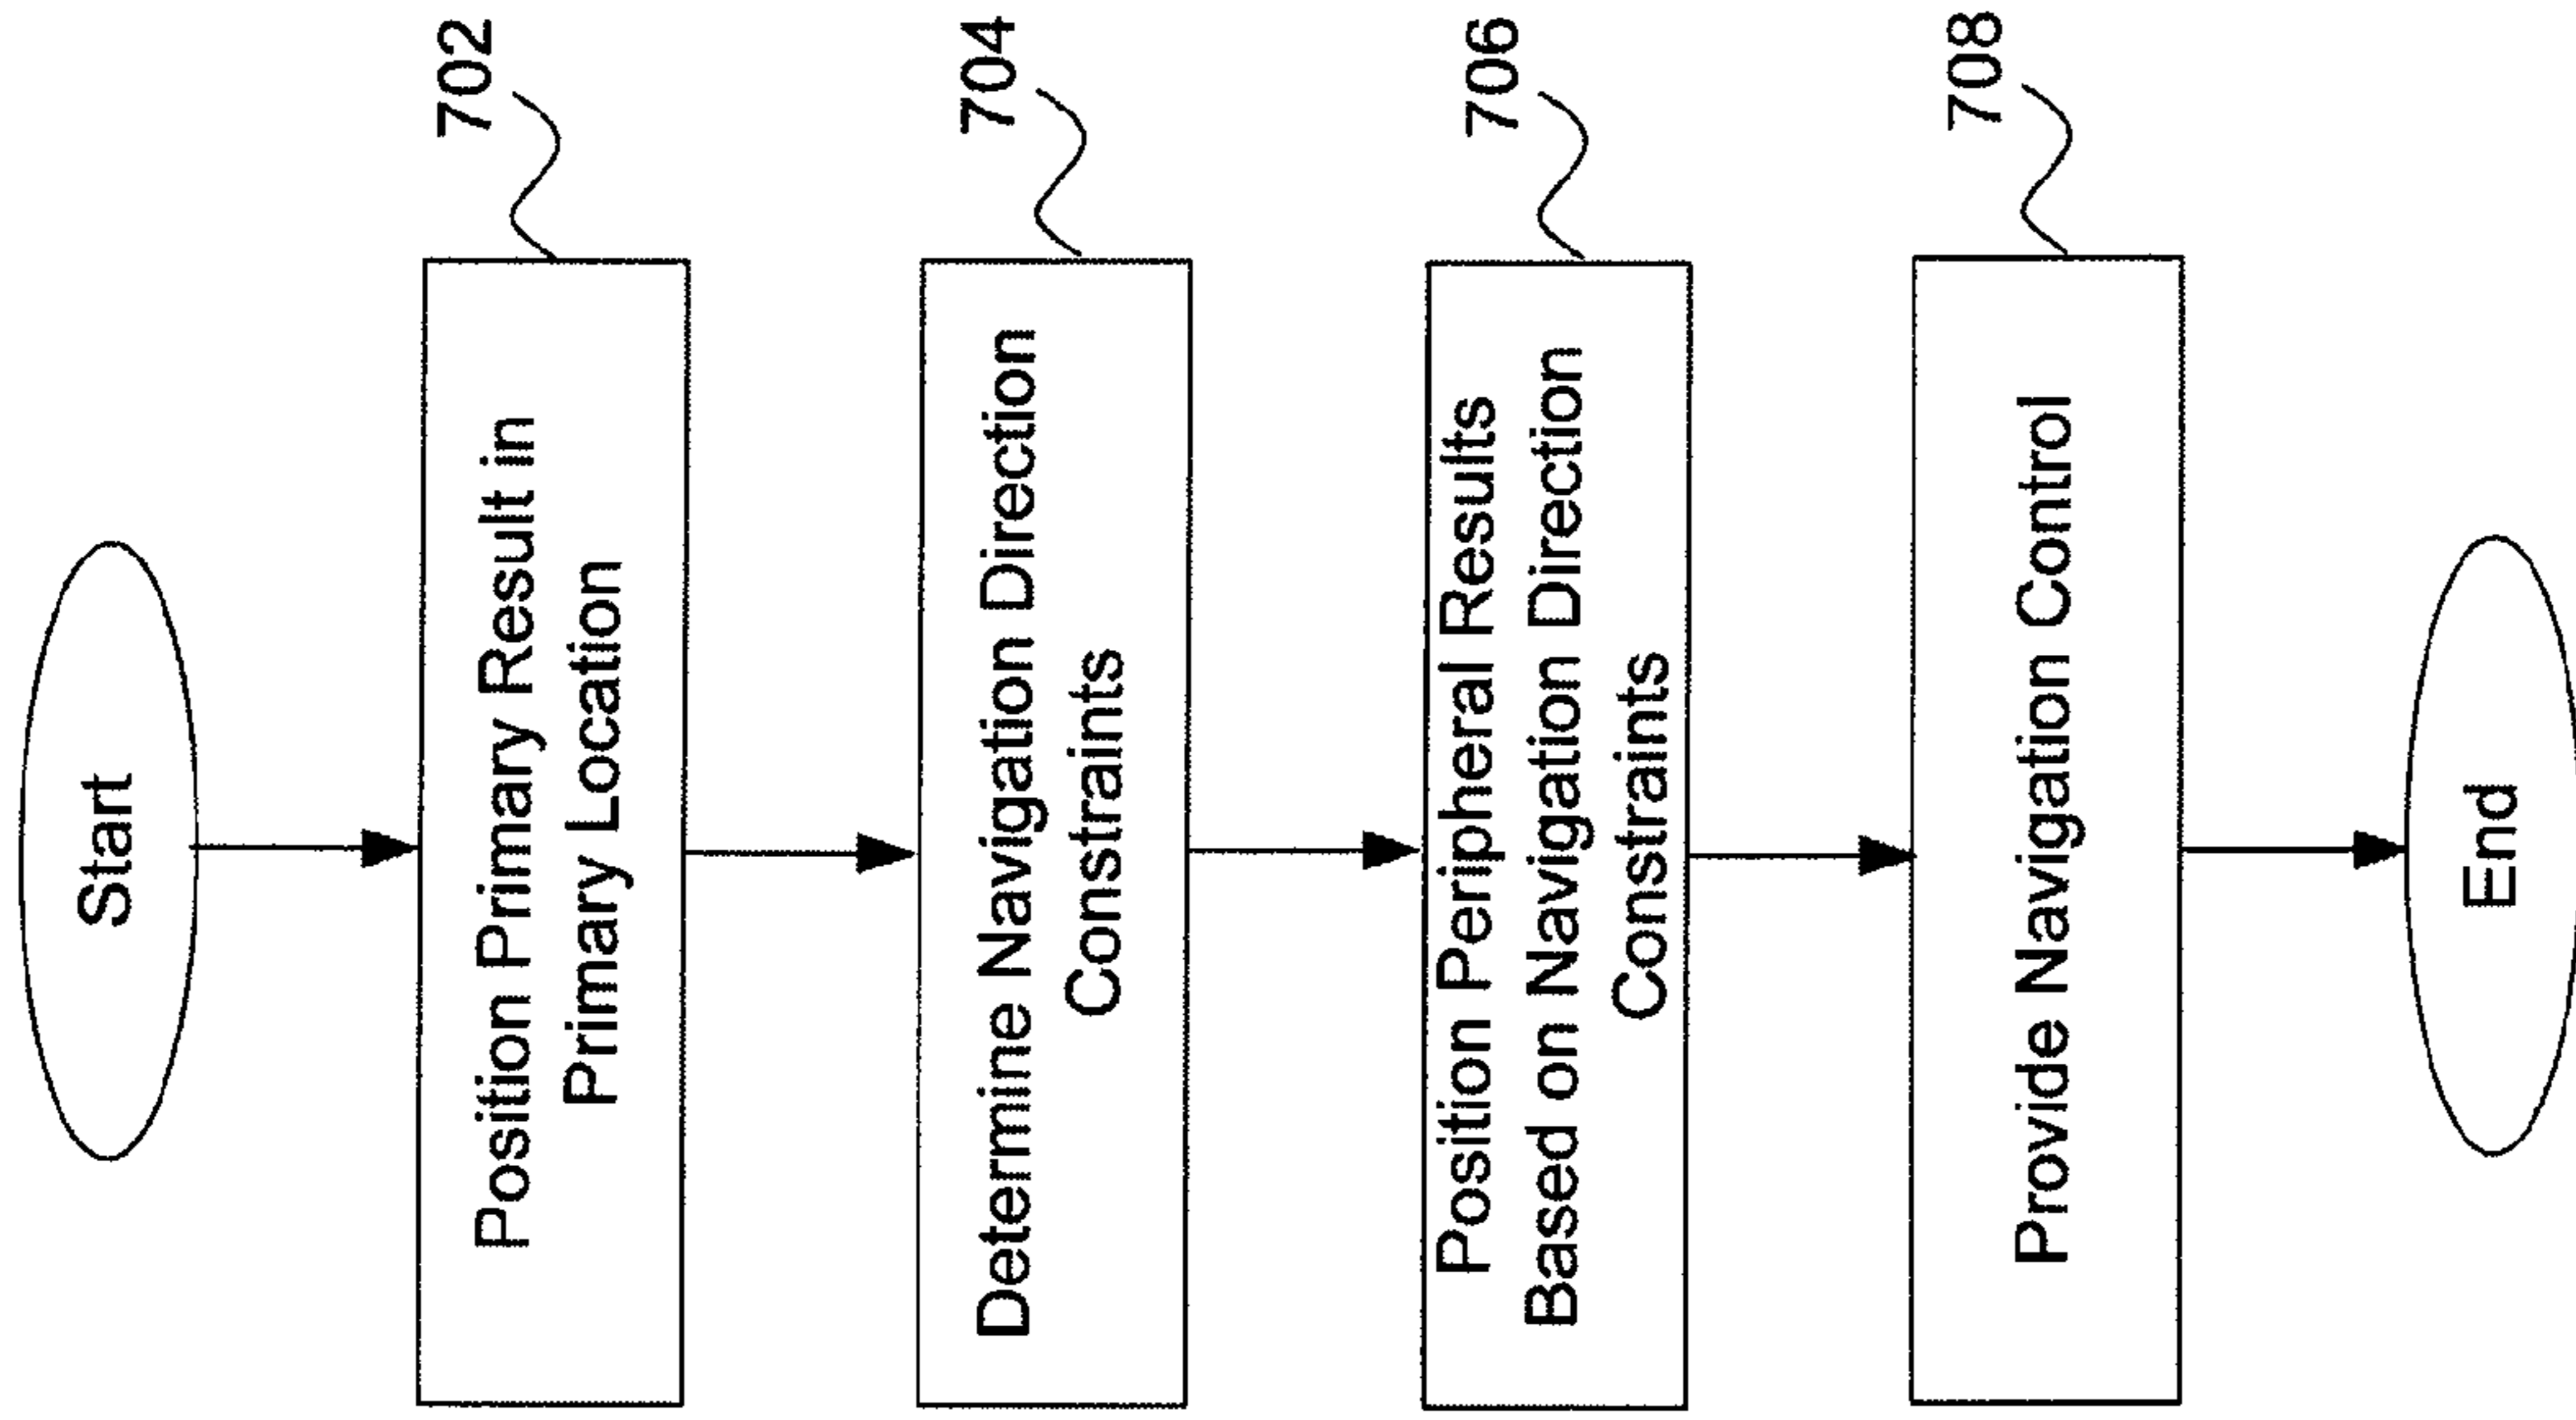 Start
702
Position Primary Result in
Primary Location
704
Determine Navigation Direction
Constraints
706
Position Peripheral Results
Based on Navigation Direction
Constraints
708
Provide Navigation Control
End